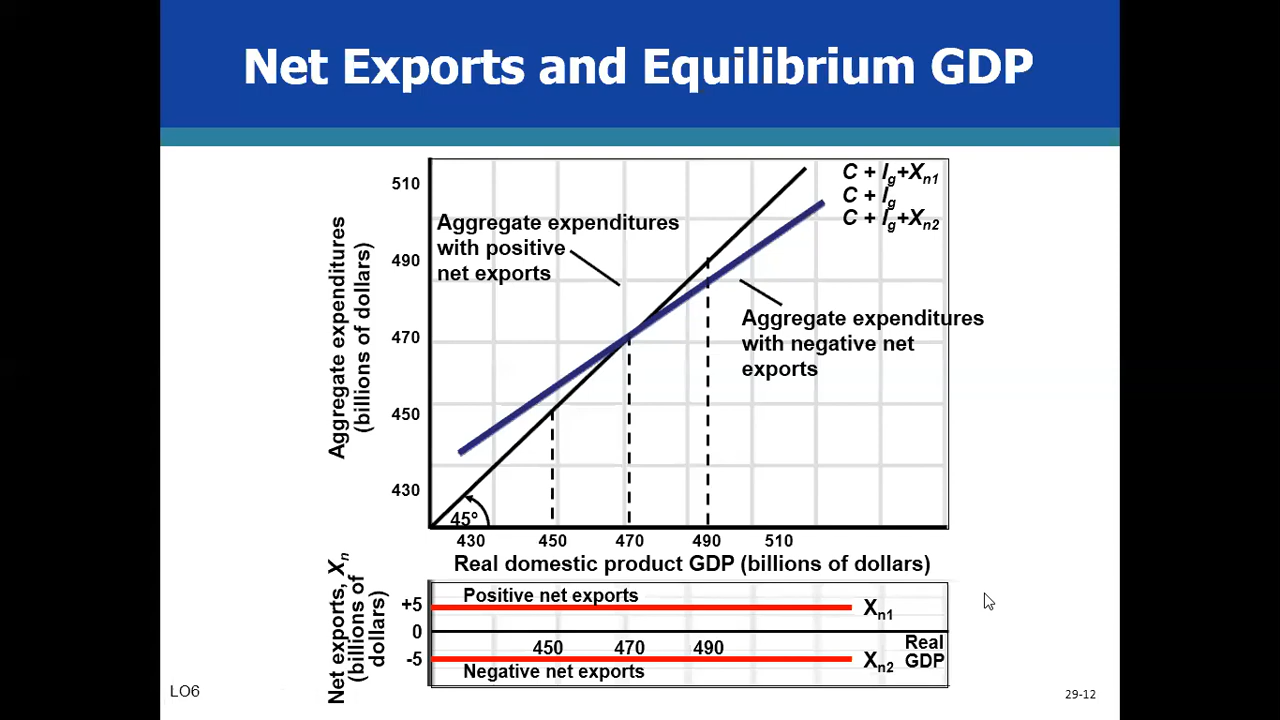 Net Exports and Equilibrium GDP
Aggregate expenditures
(billions of dollars)
510
490
470
450
430
Aggregate expenditures
with positive
net exports
C + Ig+Xn1
C + Ig
C + Ig+Xn2
Aggregate expenditures
with negative net
exports
45°
430 450 470 490 510
Real domestic product GDP (billions of dollars)
Net exports, Xn
(billions of
dollars)
+5
0
-5
Positive net exports
Xn1
450 470 490
Real
GDP
Xn2
Negative net exports
LO6
29-12